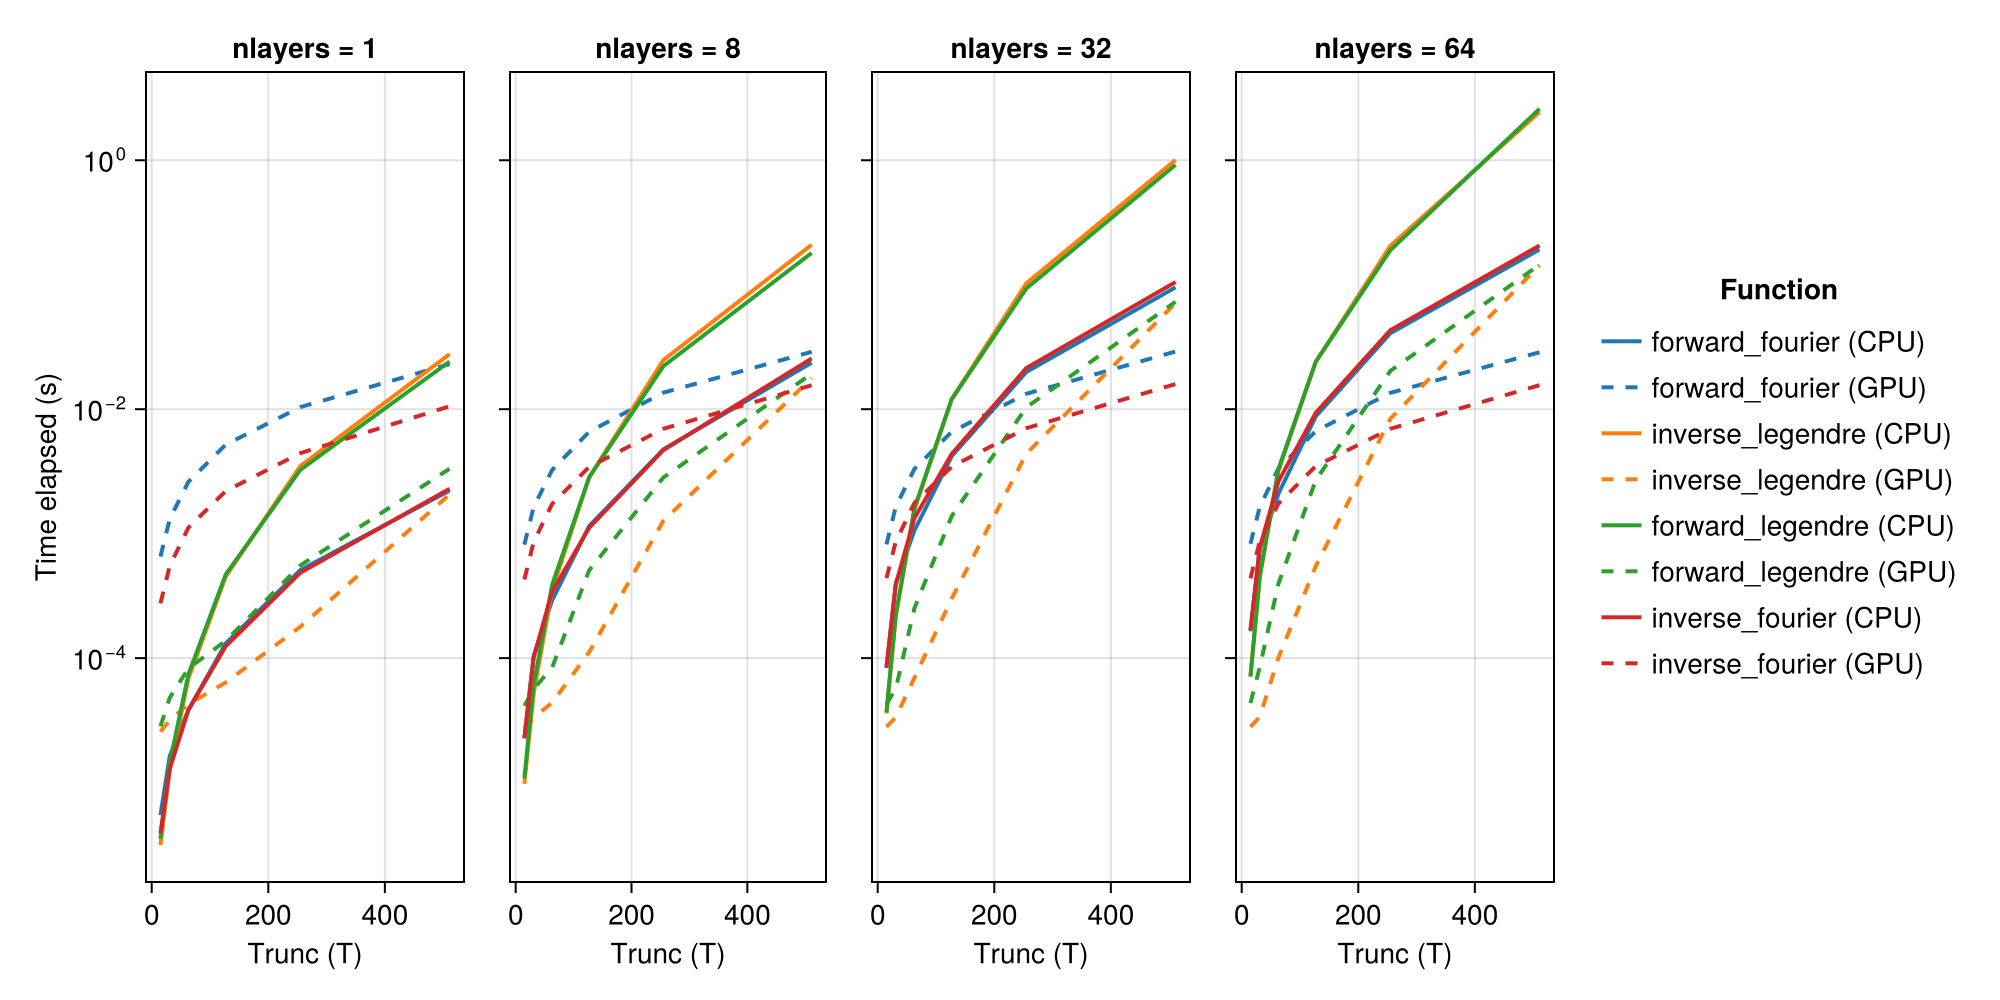 nlayers = 1
nlayers = 8
nlayers = 32
nlayers = 64
Time elapsed (s)
10⁰
10⁻²
10⁻⁴
0 200 400
0 200 400
0 200 400
0 200 400
Trunc (T)
Trunc (T)
Trunc (T)
Trunc (T)
Function
forward_fourier (CPU)
forward_fourier (GPU)
inverse_legendre (CPU)
inverse_legendre (GPU)
forward_legendre (CPU)
forward_legendre (GPU)
inverse_fourier (CPU)
inverse_fourier (GPU)